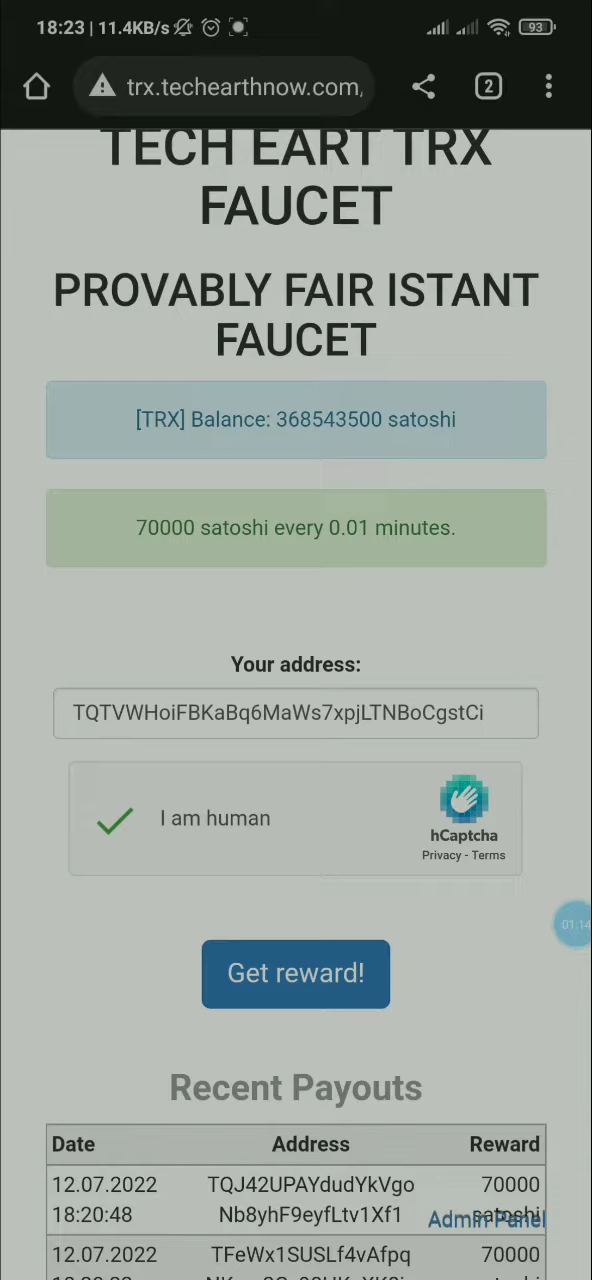 18:23 | 11.4KB/s
93
trx.techearthnow.com,
2
TECH EART TRX
FAUCET
PROVABLY FAIR ISTANT
FAUCET
[TRX] Balance: 368543500 satoshi
70000 satoshi every 0.01 minutes.
Your address:
TQTVWHoiFBKaBq6MaWs7xpjLTNBoCgstCi
I am human
hCaptcha
Privacy - Terms
01:14
Get reward!
Recent Payouts
Date Address Reward
12.07.2022 TQJ42UPAYdudYkVgo 70000
18:20:48 Nb8yhF9eyfLtv1Xf1 satoshi
Admin Panel
12.07.2022 TFeWx1SUSLf4vAfpq 70000